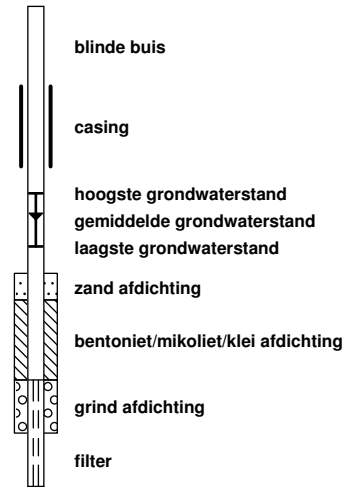 blinde buis
casing
hoogste grondwaterstand
gemiddelde grondwaterstand
laagste grondwaterstand
zand afdichting
bentoniet/mikoliet/klei afdichting
grind afdichting
filter